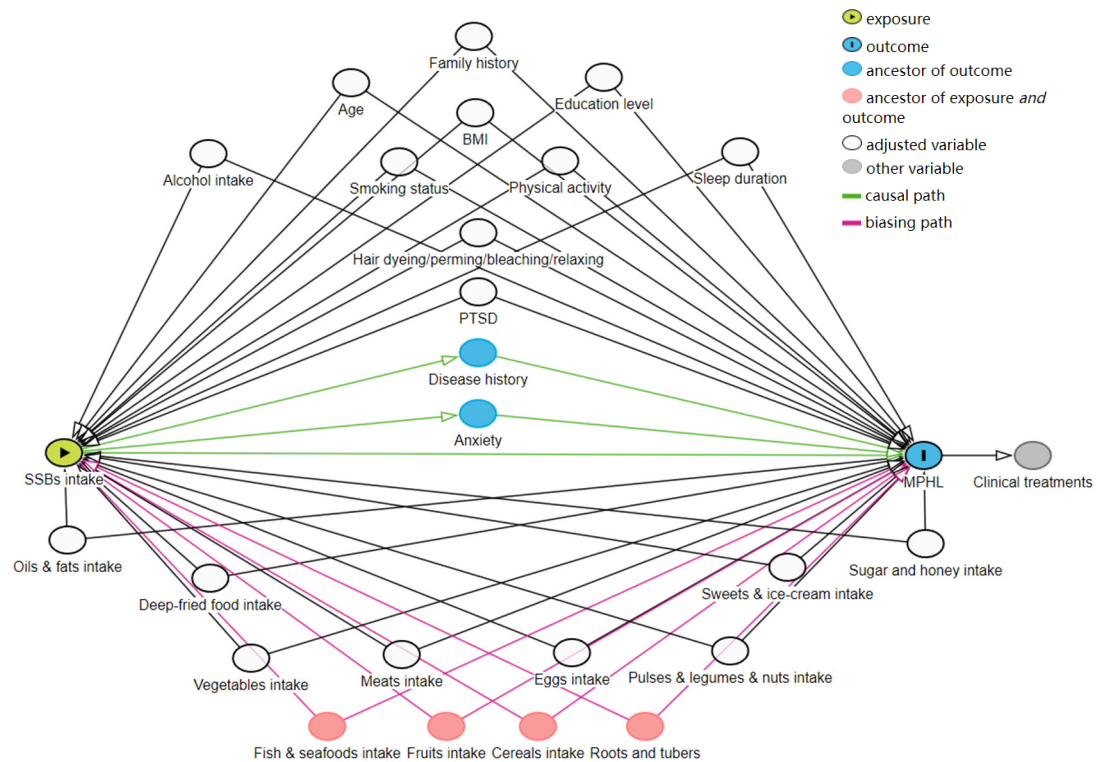 exposure
outcome
ancestor of outcome
ancestor of exposure and
outcome
adjusted variable
other variable
causal path
biasing path
Family history
Age
Education level
BMI
Alcohol intake
Smoking status
Physical activity
Sleep duration
Hair dyeing/perming/bleaching/relaxing
PTSD
Disease history
Anxiety
SSBs intake
MPHL
Clinical treatments
Oils & fats intake
Sugar and honey intake
Deep-fried food intake
Sweets & ice-cream intake
Vegetables intake
Meats intake
Eggs intake
Pulses & legumes & nuts intake
Fish & seafoods intake
Fruits intake
Cereals intake
Roots and tubers